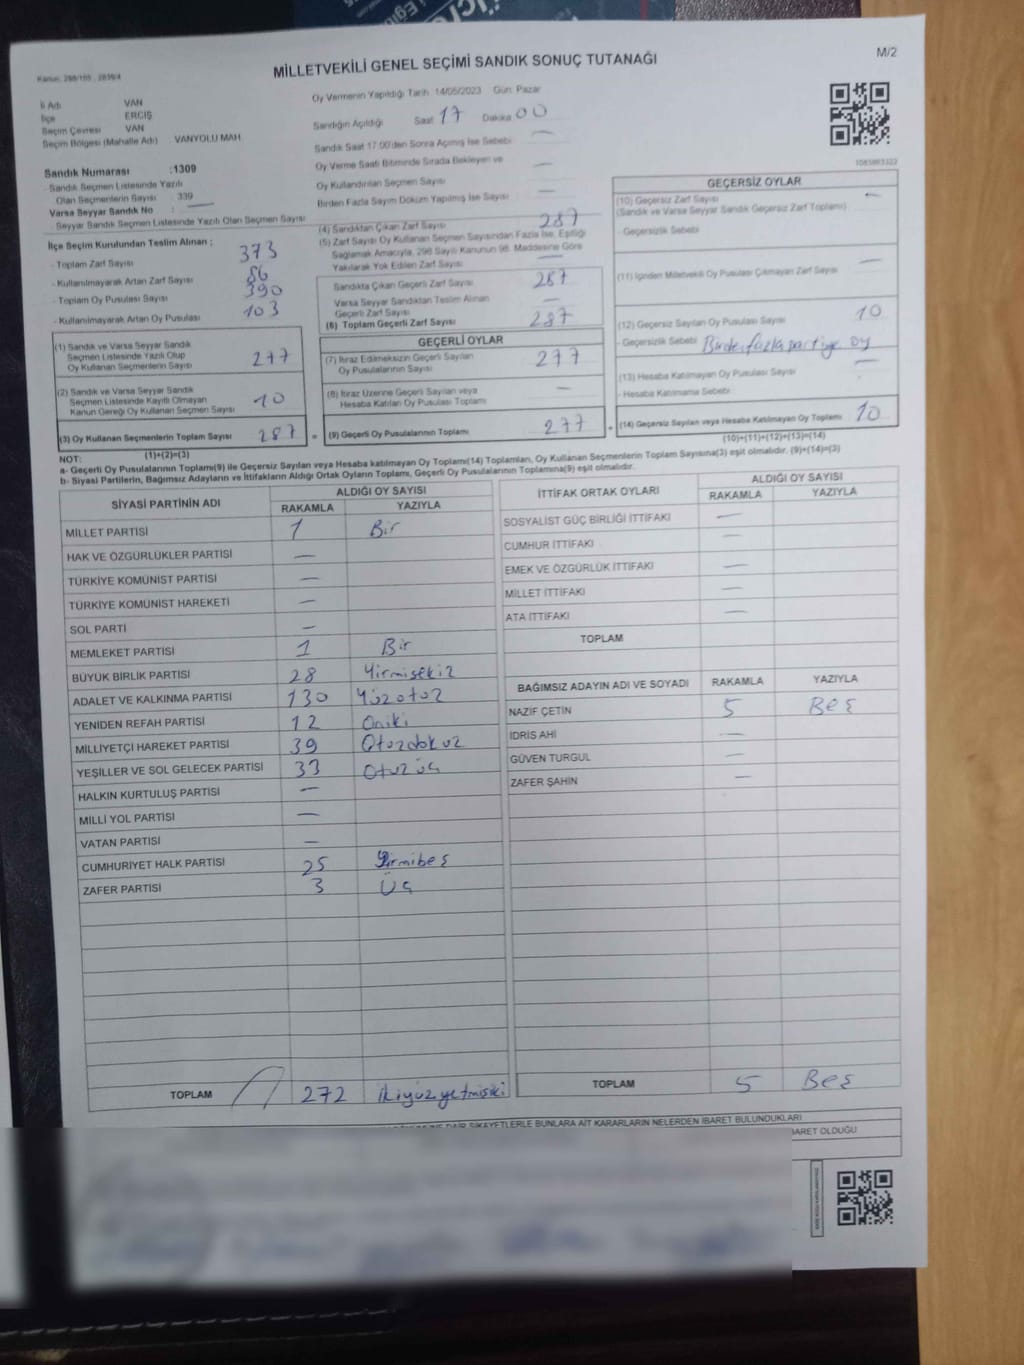 MİLLETVEKİLİ GENEL SEÇİMİ SANDIK SONUÇ TUTANAĞI
M/2
İl Adı VAN
İlçe ERCİŞ
Seçim Çevresi VAN
Seçim Bölgesi (Mahalle Adı) : VANYOLU MAH.
Sandık Numarası :1309
- Sandık Seçmen Listesinde Yazılı
Olan Seçmenlerin Sayısı : 339
Varsa Seyyar Sandık No : —
Seyyar Sandık Seçmen Listesinde Yazılı Olan Seçmen Sayısı
İlçe Seçim Kurulundan Teslim Alınan ;
- Toplam Zarf Sayısı 373
- Kullanılmayarak Artan Zarf Sayısı 86
- Toplam Oy Pusulası Sayısı 390
- Kullanılmayarak Artan Oy Pusulası 103
Oy Vermenin Yapıldığı Tarih : 14/05/2023 Gün: Pazar
Sandığın Açıldığı Saat 17 Dakika 00
Sandık Saat 17:00'den Sonra Açılmış İse Sebebi —
Oy Verme Saati Bitiminde Sırada Bekleyen ve
Oy Kullandırılan Seçmen Sayısı —
Birden Fazla Sayım Döküm Yapılmış İse Sayısı —
(4) Sandıktan Çıkan Zarf Sayısı 287
(5) Zarf Sayısı Oy Kullanan Seçmen Sayısından Fazla İse, Eşitliği
Sağlamak Amacıyla, 298 Sayılı Kanunun 98. Maddesine Göre
Yakılarak Yok Edilen Zarf Sayısı —
Sandıkta Çıkan Geçerli Zarf Sayısı 287
Varsa Seyyar Sandıktan Teslim Alınan
Geçerli Zarf Sayısı —
(6) Toplam Geçerli Zarf Sayısı 287
1085883322
GEÇERSİZ OYLAR
(10) Geçersiz Zarf Sayısı
(Sandık ve Varsa Seyyar Sandık Geçersiz Zarf Toplamı) —
- Geçersizlik Sebebi
(11) İçinden Milletvekili Oy Pusulası Çıkmayan Zarf Sayısı —
(12) Geçersiz Sayılan Oy Pusulası Sayısı 10
- Geçersizlik Sebebi : Birden fazla partiye oy
(13) Hesaba Katılmayan Oy Pusulası Sayısı —
- Hesaba Katılmama Sebebi :
(14) Geçersiz Sayılan veya Hesaba Katılmayan Oy Toplamı 10
(10)+(11)+(12)+(13)=(14)
(1) Sandık ve Varsa Seyyar Sandık
Seçmen Listesinde Yazılı Olup
Oy Kullanan Seçmen Sayısı 277
(2) Sandık ve Varsa Seyyar Sandık
Seçmen Listesinde Kayıtlı Olmayan
Kanun Gereği Oy Kullanan Seçmen Sayısı 10
(3) Oy Kullanan Seçmenlerin Toplam Sayısı 287
(1)+(2)=(3)
GEÇERLİ OYLAR
(7) İtiraz Edilmeksizin Geçerli Sayılan
Oy Pusulalarının Sayısı 277
(8) İtiraz Üzerine Geçerli Sayılan veya
Hesaba Katılan Oy Pusulası Toplamı —
= (9) Geçerli Oy Pusulalarının Toplamı 277 +
NOT:
a- Geçerli Oy Pusulalarının Toplamı(9) ile Geçersiz Sayılan veya Hesaba katılmayan Oy Toplamı(14) Toplamları, Oy Kullanan Seçmenlerin Toplam Sayısına(3) eşit olmalıdır. (9)+(14)=(3)
b- Siyasi Partilerin, Bağımsız Adayların ve İttifakların Aldığı Ortak Oyların Toplamı, Geçerli Oy Pusulalarının Toplamına(9) eşit olmalıdır.
SİYASİ PARTİNİN ADI ALDIĞI OY SAYISI
RAKAMLA YAZIYLA
MİLLET PARTİSİ 1 Bir
HAK VE ÖZGÜRLÜKLER PARTİSİ —
TÜRKİYE KOMÜNİST PARTİSİ —
TÜRKİYE KOMÜNİST HAREKETİ —
SOL PARTİ —
MEMLEKET PARTİSİ 1 Bir
BÜYÜK BİRLİK PARTİSİ 28 Yirmisekiz
ADALET VE KALKINMA PARTİSİ 130 Yüzotuz
YENİDEN REFAH PARTİSİ 12 Oniki
MİLLİYETÇİ HAREKET PARTİSİ 39 Otuzdokuz
YEŞİLLER VE SOL GELECEK PARTİSİ 33 Otuzüç
HALKIN KURTULUŞ PARTİSİ —
MİLLİ YOL PARTİSİ —
VATAN PARTİSİ —
CUMHURİYET HALK PARTİSİ 25 Yirmibeş
ZAFER PARTİSİ 3 Üç
TOPLAM 272 ikiyüzyetmişiki
İTTİFAK ORTAK OYLARI ALDIĞI OY SAYISI
RAKAMLA YAZIYLA
SOSYALİST GÜÇ BİRLİĞİ İTTİFAKI —
CUMHUR İTTİFAKI —
EMEK VE ÖZGÜRLÜK İTTİFAKI —
MİLLET İTTİFAKI —
ATA İTTİFAKI —
TOPLAM
BAĞIMSIZ ADAYIN ADI VE SOYADI RAKAMLA YAZIYLA
NAZİF ÇETİN 5 Beş
İDRİS AHİ —
GÜVEN TURGUL —
ZAFER ŞAHİN —
TOPLAM 5 Beş
ŞİKAYETLERLE BUNLARA AİT KARARLARIN NELERDEN İBARET BULUNDUKLARI